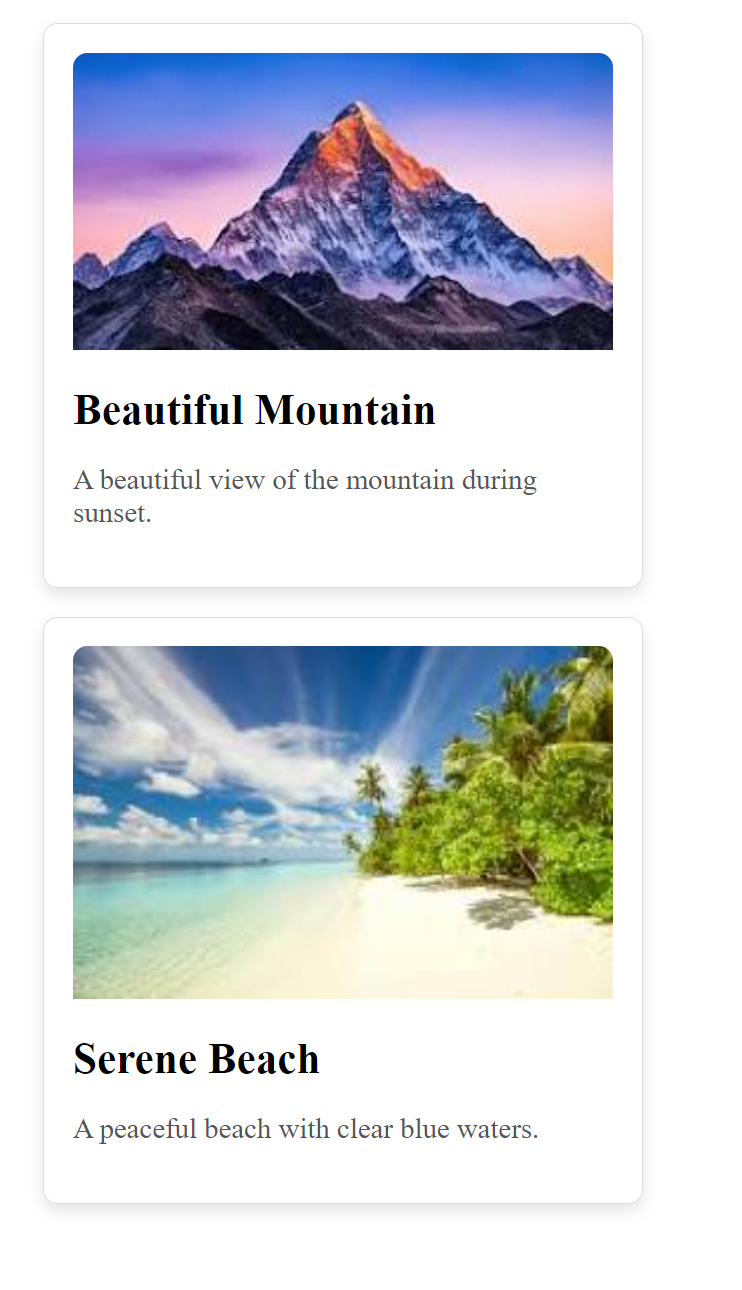 Beautiful Mountain
A beautiful view of the mountain during
sunset.
Serene Beach
A peaceful beach with clear blue waters.